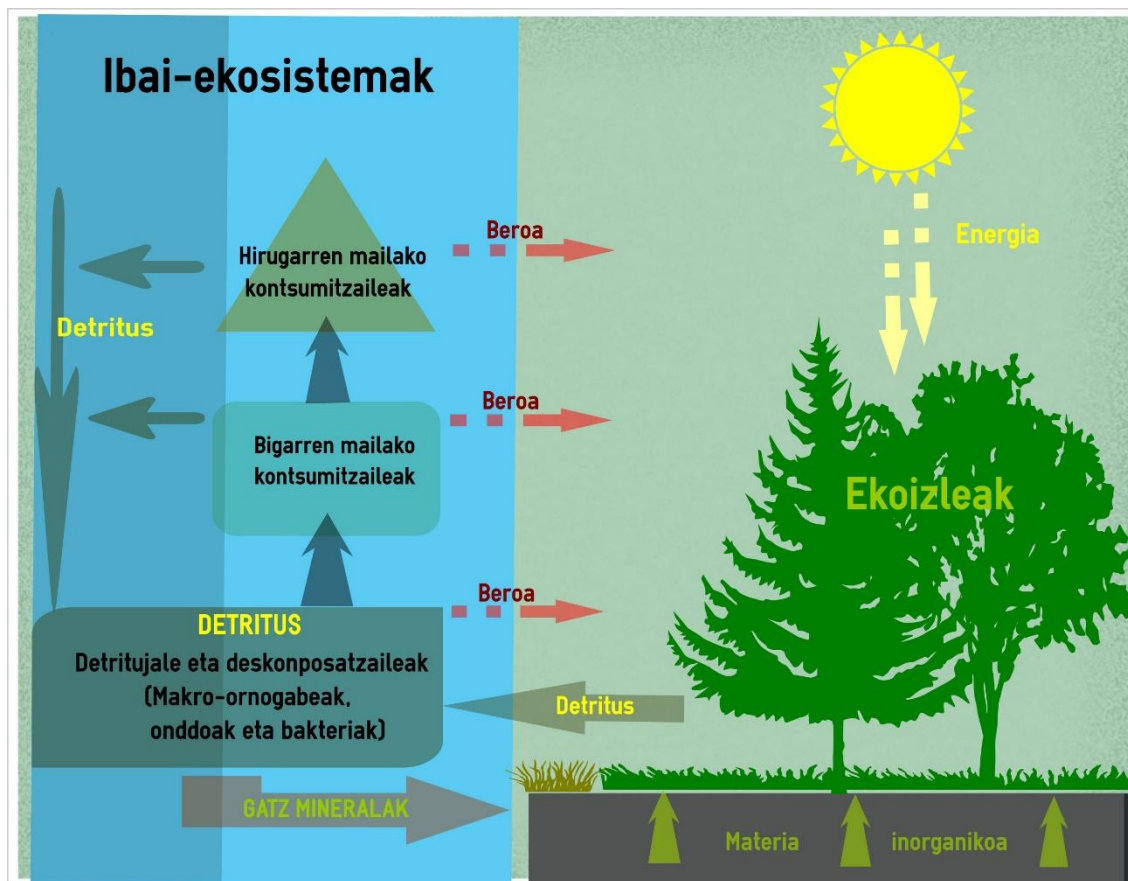 Ibai-ekosistemak
Energia
Beroa
Hirugarren mailako
kontsumitzaileak
Detritus
Beroa
Bigarren mailako
kontsumitzaileak
Ekoizleak
Beroa
DETRITUS
Detritujale eta deskonposatzaileak
(Makro-ornogabeak,
onddoak eta bakteriak)
Detritus
GATZ MINERALAK
Materia inorganikoa